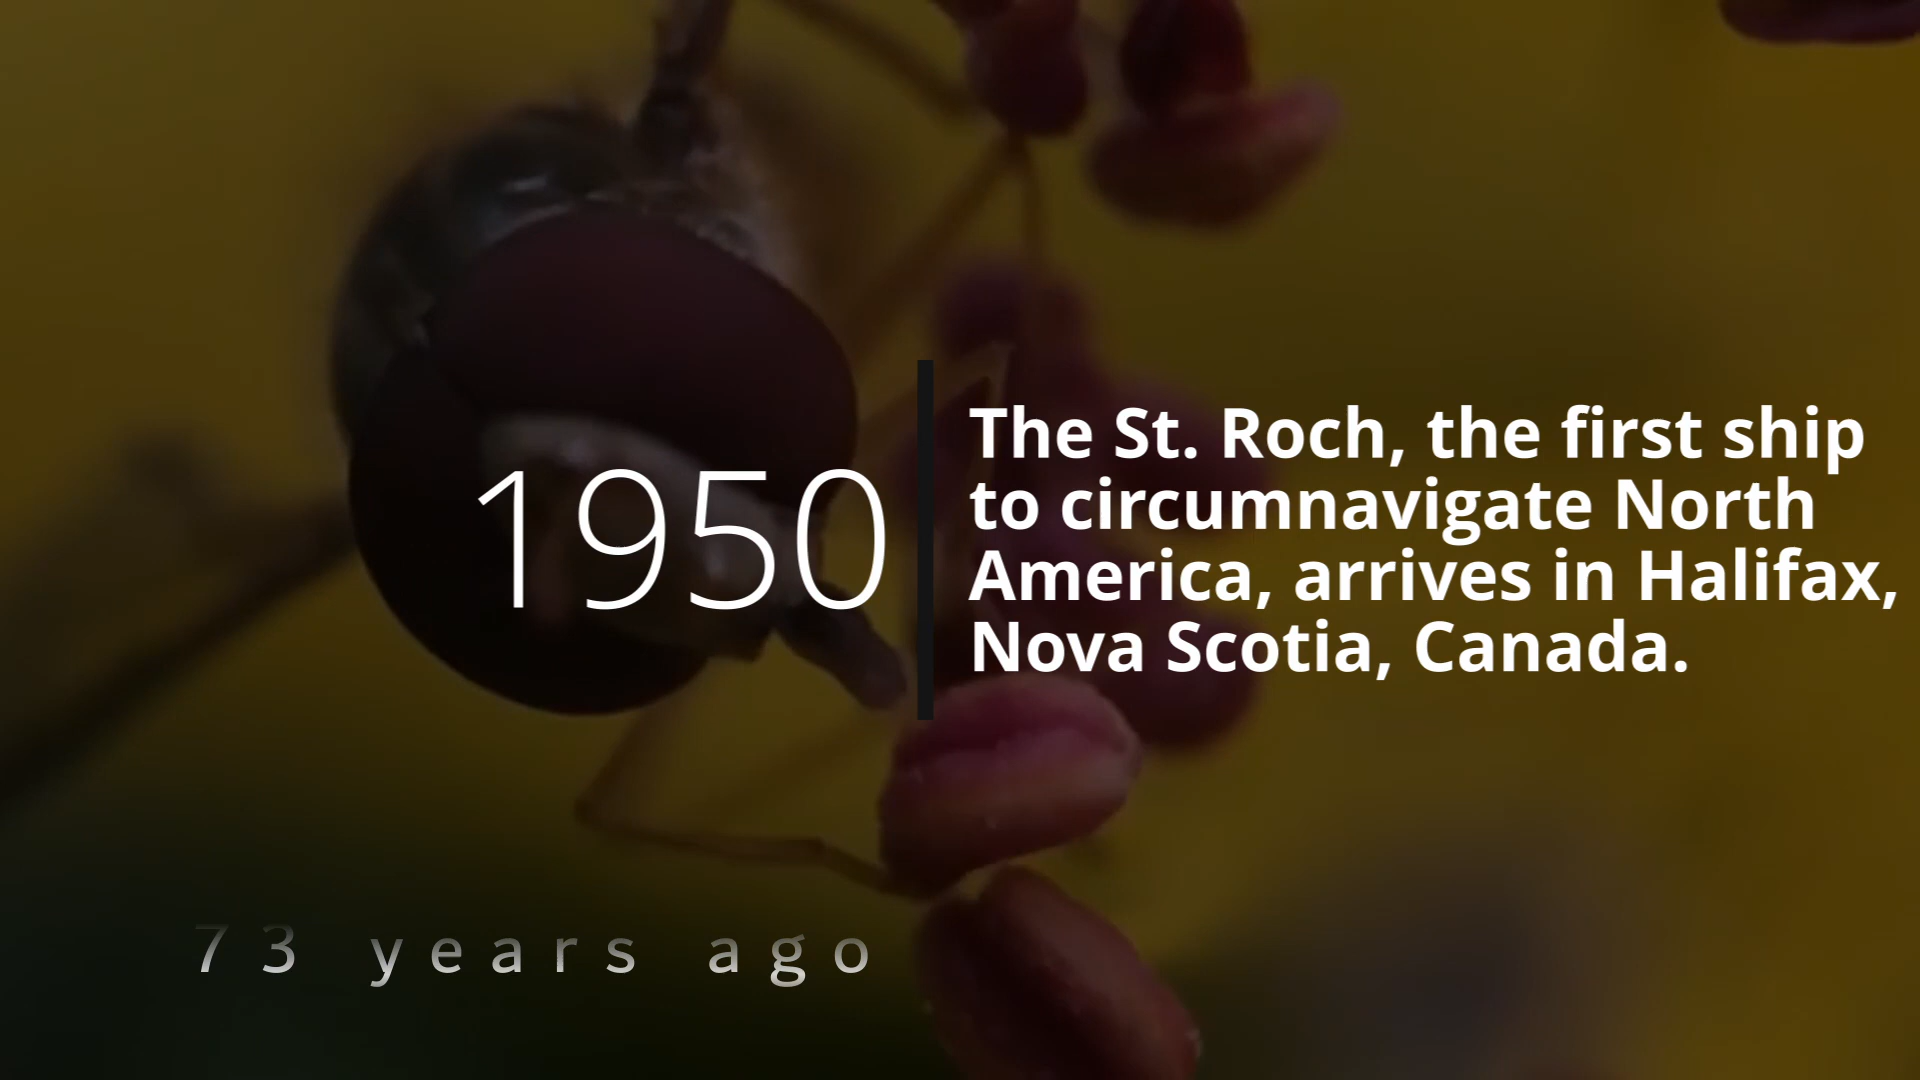 1950
The St. Roch, the first ship
to circumnavigate North
America, arrives in Halifax,
Nova Scotia, Canada.
73 years ago